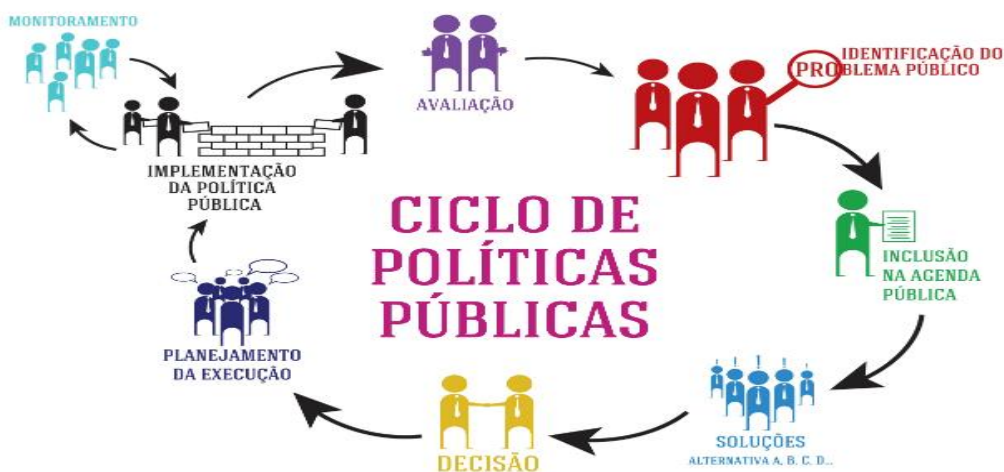 CICLO DE
POLÍTICAS
PÚBLICAS
IDENTIFICAÇÃO DO
PROBLEMA PÚBLICO
INCLUSÃO
NA AGENDA
PÚBLICA
SOLUÇÕES
ALTERNATIVA A, B, C, D...
DECISÃO
PLANEJAMENTO
DA EXECUÇÃO
IMPLEMENTAÇÃO
DA POLÍTICA
PÚBLICA
MONITORAMENTO
AVALIAÇÃO